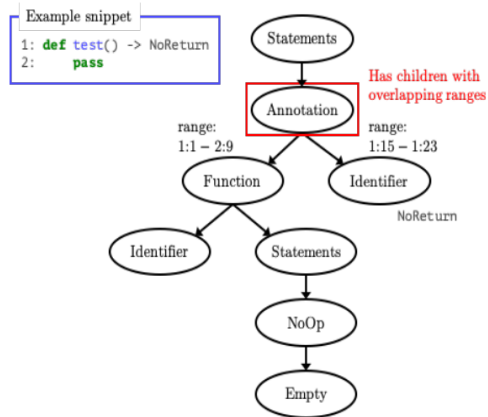 Example snippet
1: def test() -> NoReturn
2:     pass
Statements
Has children with
overlapping ranges
Annotation
range:
1:1 – 2:9
range:
1:15 – 1:23
Function
Identifier
NoReturn
Identifier
Statements
NoOp
Empty